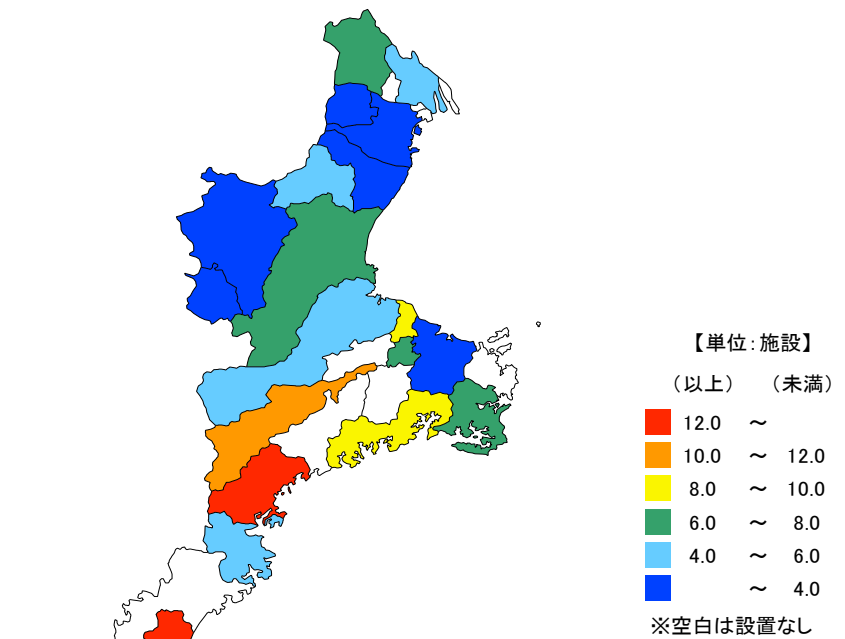 【単位：施設】
（以上） （未満）
12.0 ～
10.0 ～ 12.0
8.0 ～ 10.0
6.0 ～ 8.0
4.0 ～ 6.0
～ 4.0
※空白は設置なし